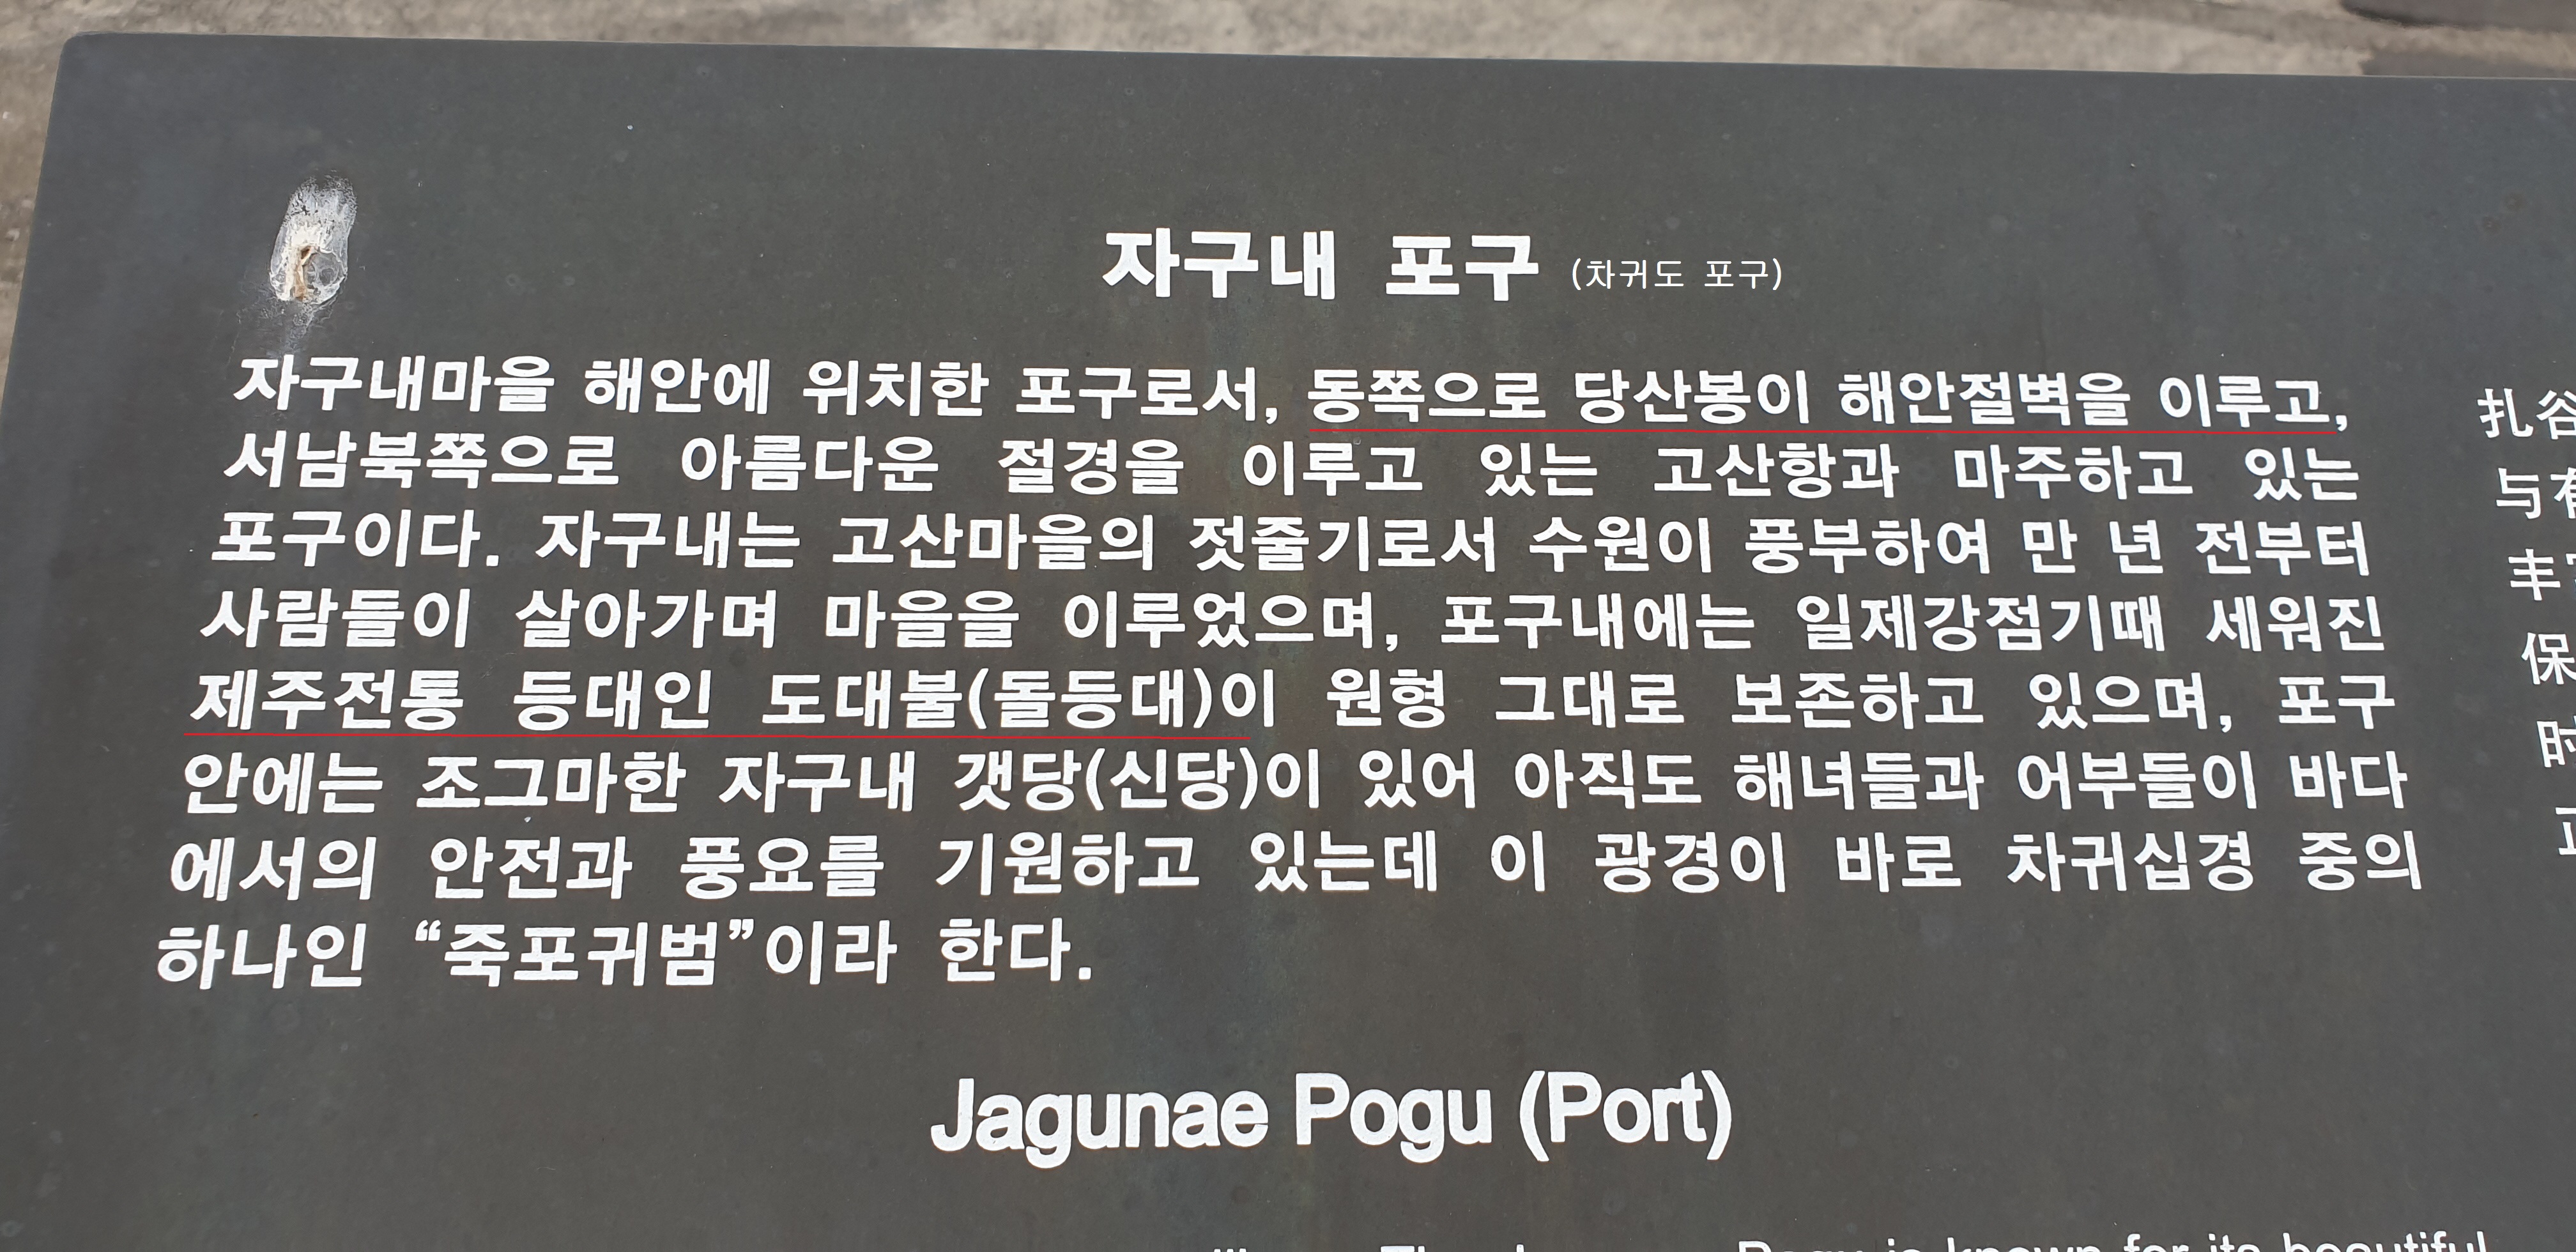 자구내 포구 (차귀도 포구)
자구내마을 해안에 위치한 포구로서, 동쪽으로 당산봉이 해안절벽을 이루고,
서남북쪽으로 아름다운 절경을 이루고 있는 고산항과 마주하고 있는
포구이다. 자구내는 고산마을의 젓줄기로서 수원이 풍부하여 만 년 전부터
사람들이 살아가며 마을을 이루었으며, 포구내에는 일제강점기때 세워진
제주전통 등대인 도대불(돌등대)이 원형 그대로 보존하고 있으며, 포구
안에는 조그마한 자구내 갯당(신당)이 있어 아직도 해녀들과 어부들이 바다
에서의 안전과 풍요를 기원하고 있는데 이 광경이 바로 차귀십경 중의
하나인 “죽포귀범”이라 한다.
Jagunae Pogu (Port)
Pogu is known for its beautiful
扎谷
与有
丰
保
时
正